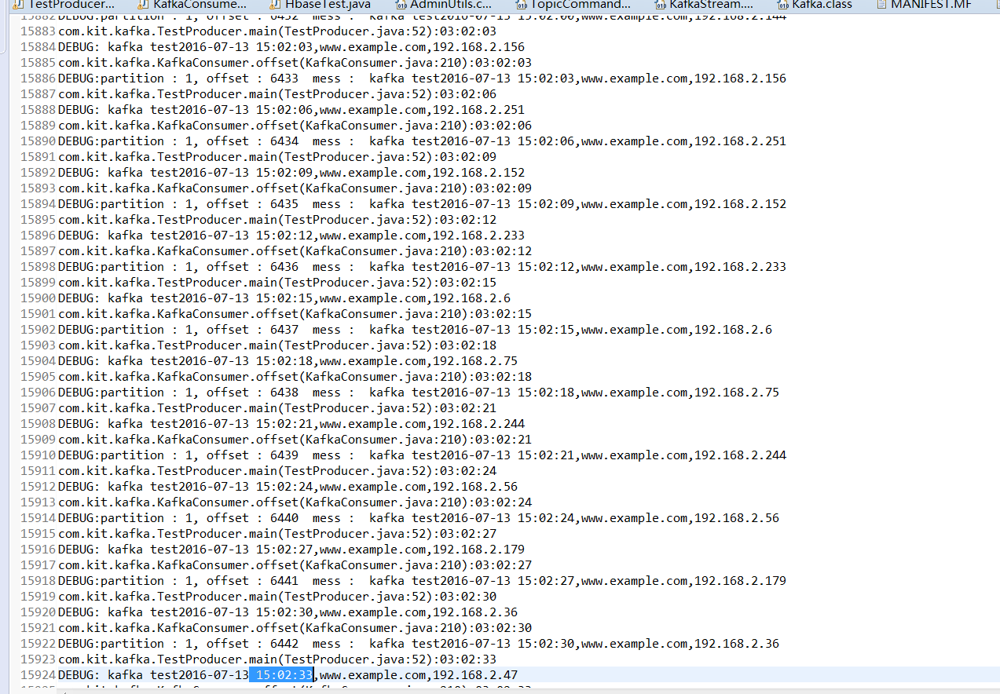 TestProducer... KafkaConsume... HbaseTest.java AdminUtils.c... TopicCommand... KafkaStream.... Kafka.class MANIFEST.MF
DEBUG:partition : 1, offset : 6432  mess :  kafka test2016-07-13 15:02:00,www.example.com,192.168.2.144
15883 com.kit.kafka.TestProducer.main(TestProducer.java:52):03:02:03
15884 DEBUG: kafka test2016-07-13 15:02:03,www.example.com,192.168.2.156
15885 com.kit.kafka.KafkaConsumer.offset(KafkaConsumer.java:210):03:02:03
15886 DEBUG:partition : 1, offset : 6433  mess :  kafka test2016-07-13 15:02:03,www.example.com,192.168.2.156
15887 com.kit.kafka.TestProducer.main(TestProducer.java:52):03:02:06
15888 DEBUG: kafka test2016-07-13 15:02:06,www.example.com,192.168.2.251
15889 com.kit.kafka.KafkaConsumer.offset(KafkaConsumer.java:210):03:02:06
15890 DEBUG:partition : 1, offset : 6434  mess :  kafka test2016-07-13 15:02:06,www.example.com,192.168.2.251
15891 com.kit.kafka.TestProducer.main(TestProducer.java:52):03:02:09
15892 DEBUG: kafka test2016-07-13 15:02:09,www.example.com,192.168.2.152
15893 com.kit.kafka.KafkaConsumer.offset(KafkaConsumer.java:210):03:02:09
15894 DEBUG:partition : 1, offset : 6435  mess :  kafka test2016-07-13 15:02:09,www.example.com,192.168.2.152
15895 com.kit.kafka.TestProducer.main(TestProducer.java:52):03:02:12
15896 DEBUG: kafka test2016-07-13 15:02:12,www.example.com,192.168.2.233
15897 com.kit.kafka.KafkaConsumer.offset(KafkaConsumer.java:210):03:02:12
15898 DEBUG:partition : 1, offset : 6436  mess :  kafka test2016-07-13 15:02:12,www.example.com,192.168.2.233
15899 com.kit.kafka.TestProducer.main(TestProducer.java:52):03:02:15
15900 DEBUG: kafka test2016-07-13 15:02:15,www.example.com,192.168.2.6
15901 com.kit.kafka.KafkaConsumer.offset(KafkaConsumer.java:210):03:02:15
15902 DEBUG:partition : 1, offset : 6437  mess :  kafka test2016-07-13 15:02:15,www.example.com,192.168.2.6
15903 com.kit.kafka.TestProducer.main(TestProducer.java:52):03:02:18
15904 DEBUG: kafka test2016-07-13 15:02:18,www.example.com,192.168.2.75
15905 com.kit.kafka.KafkaConsumer.offset(KafkaConsumer.java:210):03:02:18
15906 DEBUG:partition : 1, offset : 6438  mess :  kafka test2016-07-13 15:02:18,www.example.com,192.168.2.75
15907 com.kit.kafka.TestProducer.main(TestProducer.java:52):03:02:21
15908 DEBUG: kafka test2016-07-13 15:02:21,www.example.com,192.168.2.244
15909 com.kit.kafka.KafkaConsumer.offset(KafkaConsumer.java:210):03:02:21
15910 DEBUG:partition : 1, offset : 6439  mess :  kafka test2016-07-13 15:02:21,www.example.com,192.168.2.244
15911 com.kit.kafka.TestProducer.main(TestProducer.java:52):03:02:24
15912 DEBUG: kafka test2016-07-13 15:02:24,www.example.com,192.168.2.56
15913 com.kit.kafka.KafkaConsumer.offset(KafkaConsumer.java:210):03:02:24
15914 DEBUG:partition : 1, offset : 6440  mess :  kafka test2016-07-13 15:02:24,www.example.com,192.168.2.56
15915 com.kit.kafka.TestProducer.main(TestProducer.java:52):03:02:27
15916 DEBUG: kafka test2016-07-13 15:02:27,www.example.com,192.168.2.179
15917 com.kit.kafka.KafkaConsumer.offset(KafkaConsumer.java:210):03:02:27
15918 DEBUG:partition : 1, offset : 6441  mess :  kafka test2016-07-13 15:02:27,www.example.com,192.168.2.179
15919 com.kit.kafka.TestProducer.main(TestProducer.java:52):03:02:30
15920 DEBUG: kafka test2016-07-13 15:02:30,www.example.com,192.168.2.36
15921 com.kit.kafka.KafkaConsumer.offset(KafkaConsumer.java:210):03:02:30
15922 DEBUG:partition : 1, offset : 6442  mess :  kafka test2016-07-13 15:02:30,www.example.com,192.168.2.36
15923 com.kit.kafka.TestProducer.main(TestProducer.java:52):03:02:33
15924 DEBUG: kafka test2016-07-13 15:02:33,www.example.com,192.168.2.47